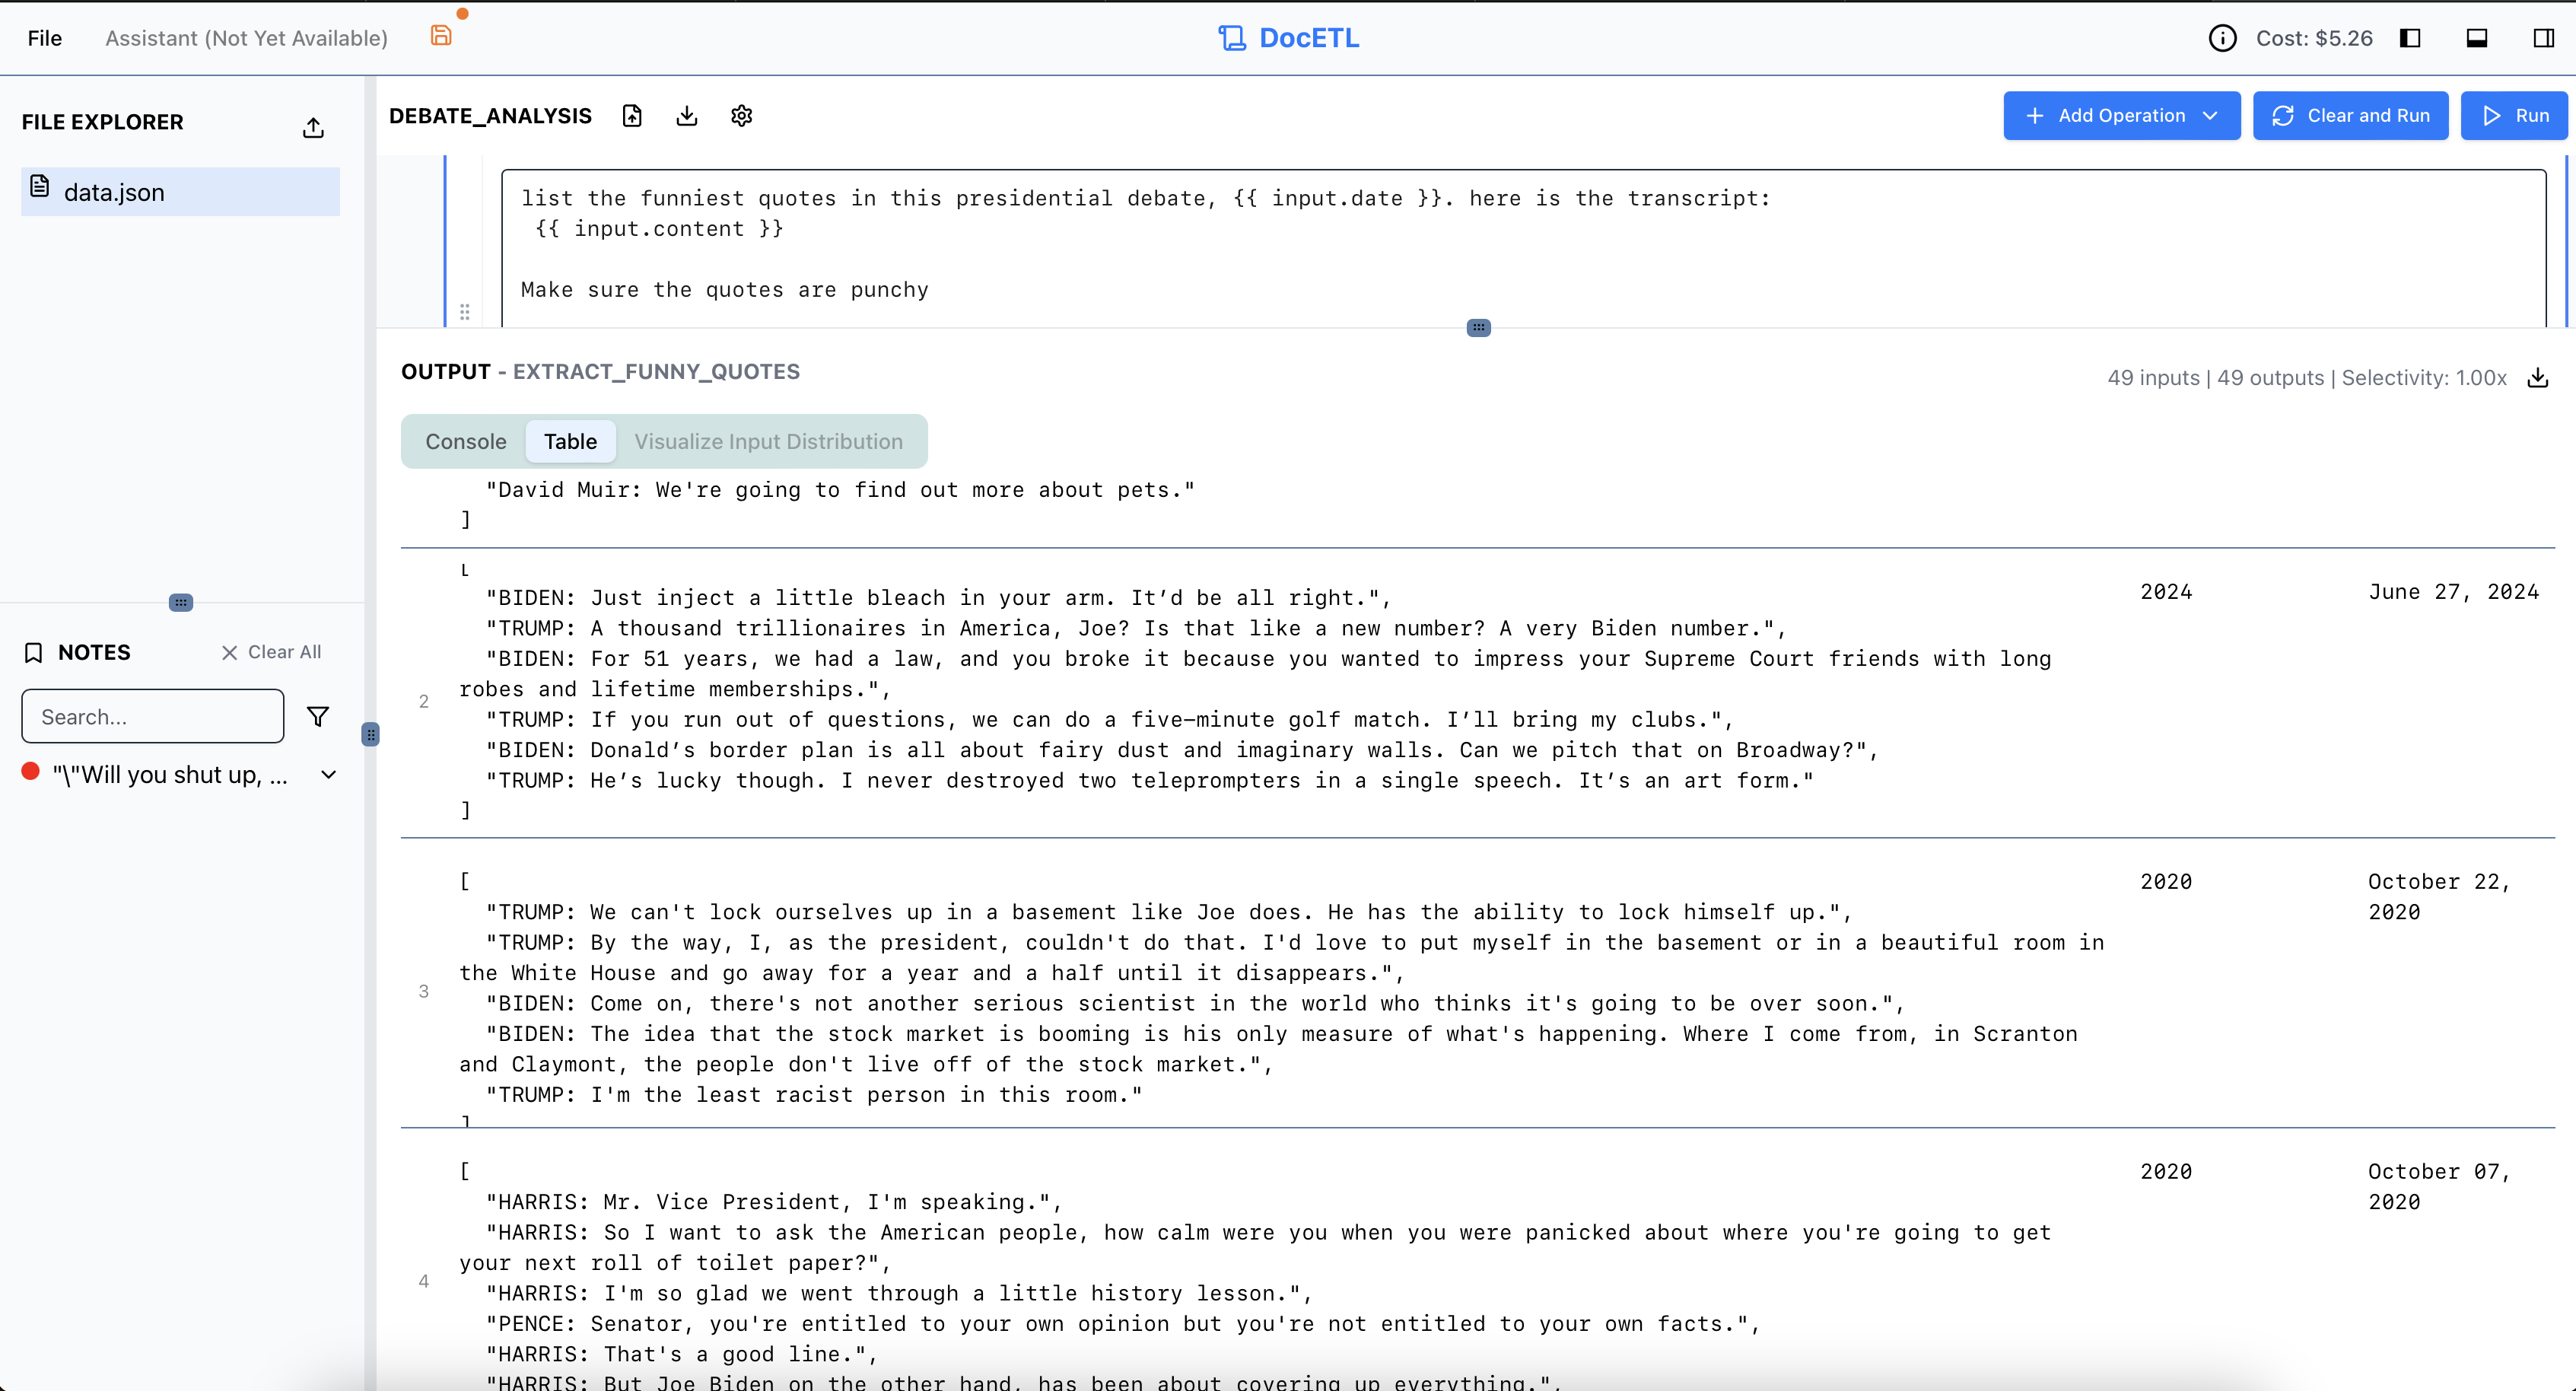 File
Assistant (Not Yet Available)
DocETL
Cost: $5.26
FILE EXPLORER
data.json
DEBATE_ANALYSIS
Add Operation
Clear and Run
Run
list the funniest quotes in this presidential debate, {{ input.date }}. here is the transcript:
{{ input.content }}
Make sure the quotes are punchy
OUTPUT - EXTRACT_FUNNY_QUOTES
49 inputs | 49 outputs | Selectivity: 1.00x
Console
Table
Visualize Input Distribution
"David Muir: We're going to find out more about pets."
]
2
[
"BIDEN: Just inject a little bleach in your arm. It’d be all right.",
"TRUMP: A thousand trillionaires in America, Joe? Is that like a new number? A very Biden number.",
"BIDEN: For 51 years, we had a law, and you broke it because you wanted to impress your Supreme Court friends with long
robes and lifetime memberships.",
"TRUMP: If you run out of questions, we can do a five–minute golf match. I’ll bring my clubs.",
"BIDEN: Donald’s border plan is all about fairy dust and imaginary walls. Can we pitch that on Broadway?",
"TRUMP: He’s lucky though. I never destroyed two teleprompters in a single speech. It’s an art form."
]
2024
June 27, 2024
3
[
"TRUMP: We can't lock ourselves up in a basement like Joe does. He has the ability to lock himself up.",
"TRUMP: By the way, I, as the president, couldn't do that. I'd love to put myself in the basement or in a beautiful room in
the White House and go away for a year and a half until it disappears.",
"BIDEN: Come on, there's not another serious scientist in the world who thinks it's going to be over soon.",
"BIDEN: The idea that the stock market is booming is his only measure of what's happening. Where I come from, in Scranton
and Claymont, the people don't live off of the stock market.",
"TRUMP: I'm the least racist person in this room."
]
2020
October 22,
2020
4
[
"HARRIS: Mr. Vice President, I'm speaking.",
"HARRIS: So I want to ask the American people, how calm were you when you were panicked about where you're going to get
your next roll of toilet paper?",
"HARRIS: I'm so glad we went through a little history lesson.",
"PENCE: Senator, you're entitled to your own opinion but you're not entitled to your own facts.",
"HARRIS: That's a good line.",
"HARRIS: But Joe Biden on the other hand, has been about covering up everything.",
2020
October 07,
2020
NOTES
Clear All
Search...
"\"Will you shut up, ...